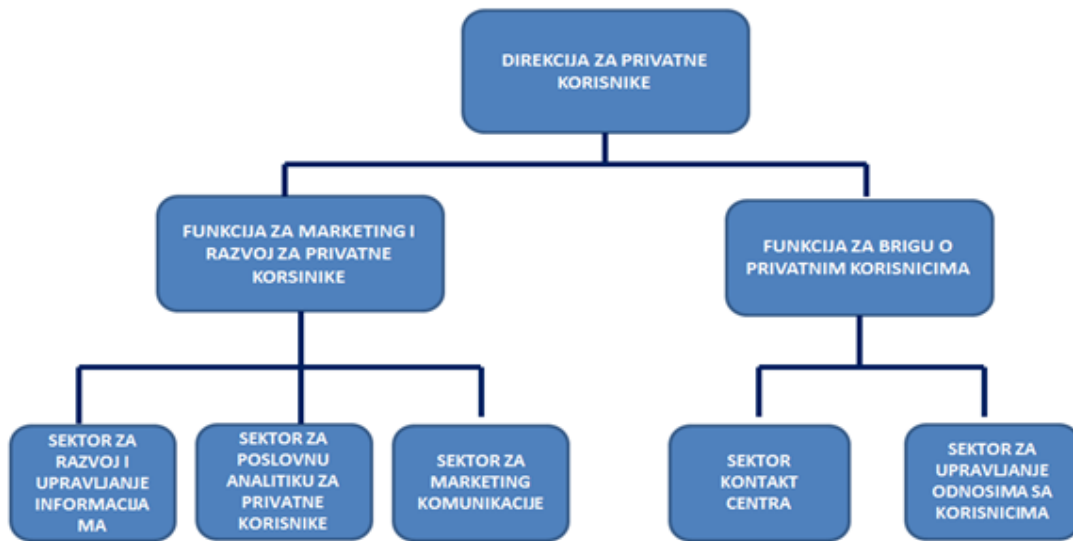 DIREKCIJA ZA PRIVATNE
KORISNIKE
FUNKCIJA ZA MARKETING I
RAZVOJ ZA PRIVATNE
KORSINIKE
FUNKCIJA ZA BRIGU O
PRIVATNIM KORISNICIMA
SEKTOR ZA
RAZVOJ I
UPRAVLJANJE
INFORMACIJA
MA
SEKTOR ZA
POSLOVNU
ANALITIKU ZA
PRIVATNE
KORISNIKE
SEKTOR ZA
MARKETING
KOMUNIKACIJE
SEKTOR
KONTAKT
CENTRA
SEKTOR ZA
UPRAVLJANJE
ODNOSIMA SA
KORISNICIMA